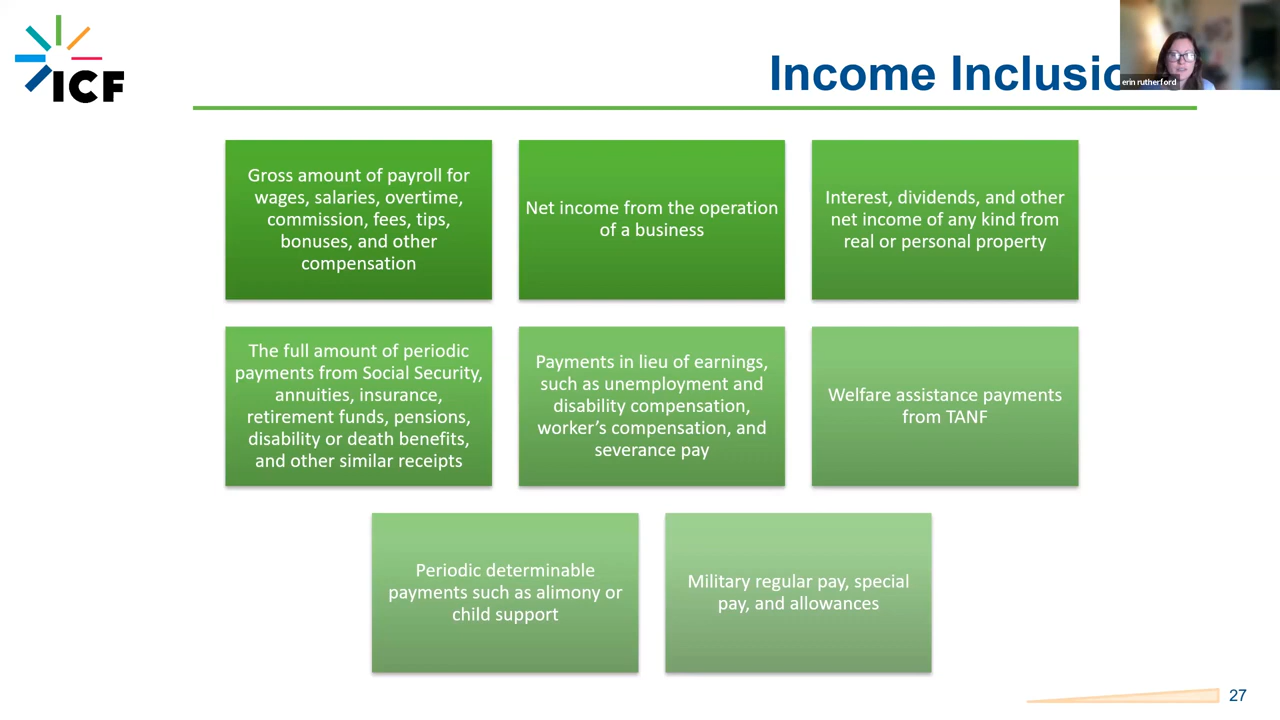 ICF
Income Inclusio
erin rutherford
Gross amount of payroll for
wages, salaries, overtime,
commission, fees, tips,
bonuses, and other
compensation
Net income from the operation
of a business
Interest, dividends, and other
net income of any kind from
real or personal property
The full amount of periodic
payments from Social Security,
annuities, insurance,
retirement funds, pensions,
disability or death benefits,
and other similar receipts
Payments in lieu of earnings,
such as unemployment and
disability compensation,
worker’s compensation, and
severance pay
Welfare assistance payments
from TANF
Periodic determinable
payments such as alimony or
child support
Military regular pay, special
pay, and allowances
27